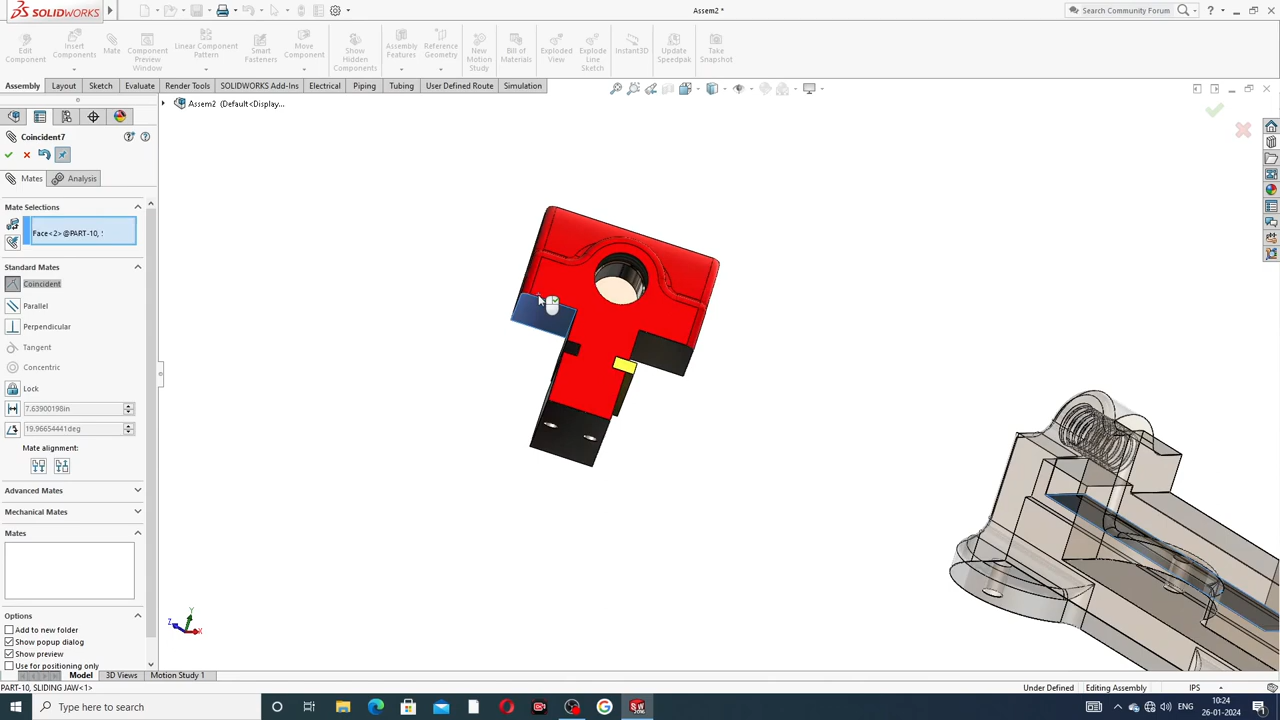 SOLIDWORKS
Assem2 *
Search Community Forum
Edit Component
Insert Components
Mate
Component Preview Window
Linear Component Pattern
Smart Fasteners
Move Component
Show Hidden Components
Assembly Features
Reference Geometry
New Motion Study
Bill of Materials
Exploded View
Explode Line Sketch
Instant3D
Update Speedpak
Take Snapshot
Assembly Layout Sketch Evaluate Render Tools SOLIDWORKS Add-Ins Electrical Piping Tubing User Defined Route Simulation
Assem2 (Default<Display...
Coincident7
Mates Analysis
Mate Selections
Face<2> @PART-10, :
Standard Mates
Coincident
Parallel
Perpendicular
Tangent
Concentric
Lock
7.63900198in
19.96654441deg
Mate alignment:
Advanced Mates
Mechanical Mates
Mates
Options
Add to new folder
Show popup dialog
Show preview
Use for positioning only
Y
Z
X
Model 3D Views Motion Study 1
PART-10, SLIDING JAW<1>
Under Defined Editing Assembly IPS
Type here to search
10:24
26-01-2024